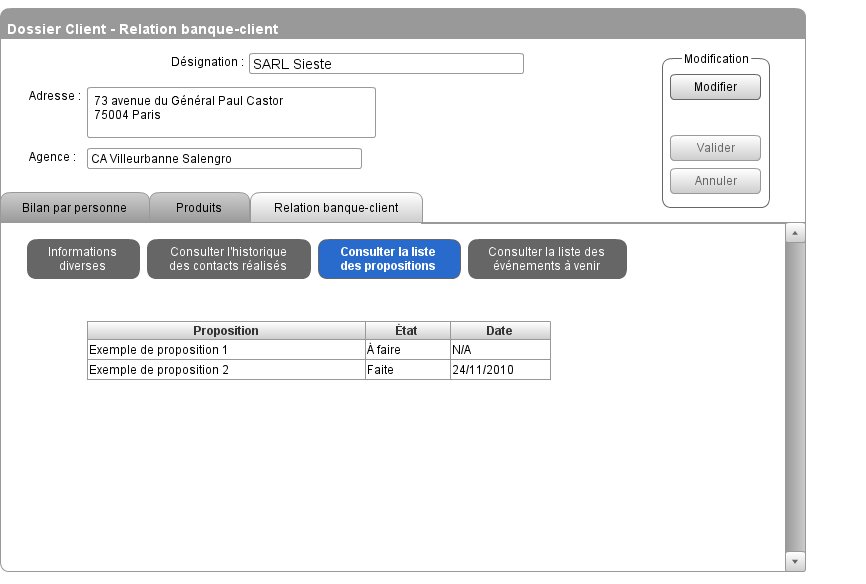 Dossier Client - Relation banque-client
Désignation : SARL Sieste
Modification
Modifier
Adresse : 73 avenue du Général Paul Castor
75004 Paris
Valider
Agence : CA Villeurbanne Salengro
Annuler
Bilan par personne Produits Relation banque-client
Informations
diverses
Consulter l'historique
des contacts réalisés
Consulter la liste
des propositions
Consulter la liste des
événements à venir
Proposition État Date
Exemple de proposition 1 À faire N/A
Exemple de proposition 2 Faite 24/11/2010